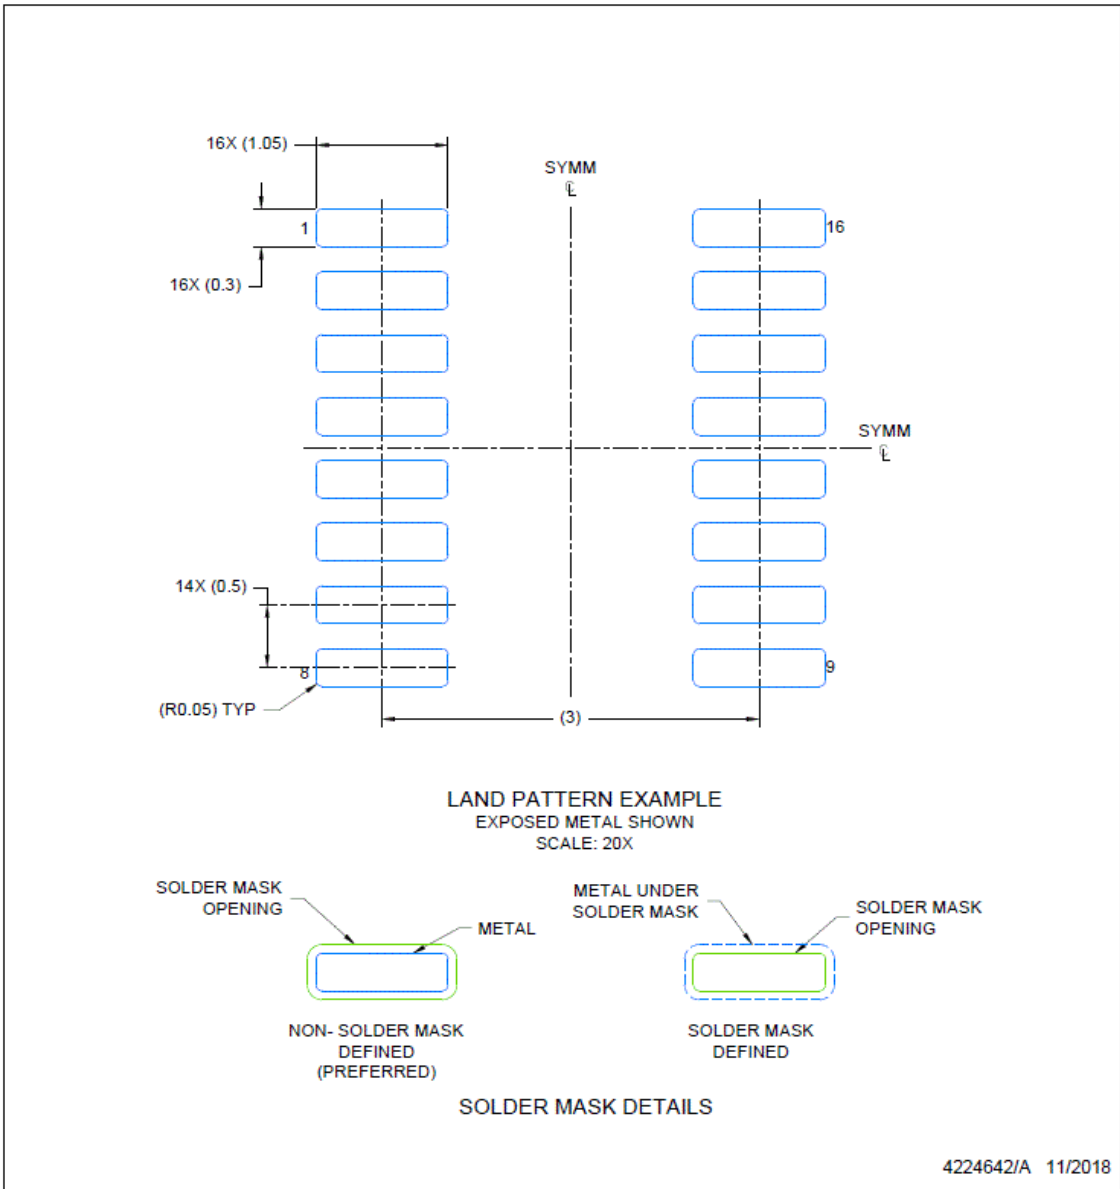 16X (1.05)
SYMM
℄
1
16
16X (0.3)
SYMM
℄
14X (0.5)
8
9
(R0.05) TYP
(3)
LAND PATTERN EXAMPLE
EXPOSED METAL SHOWN
SCALE: 20X
SOLDER MASK
OPENING
METAL
METAL UNDER
SOLDER MASK
SOLDER MASK
OPENING
NON- SOLDER MASK
DEFINED
(PREFERRED)
SOLDER MASK
DEFINED
SOLDER MASK DETAILS
4224642/A 11/2018